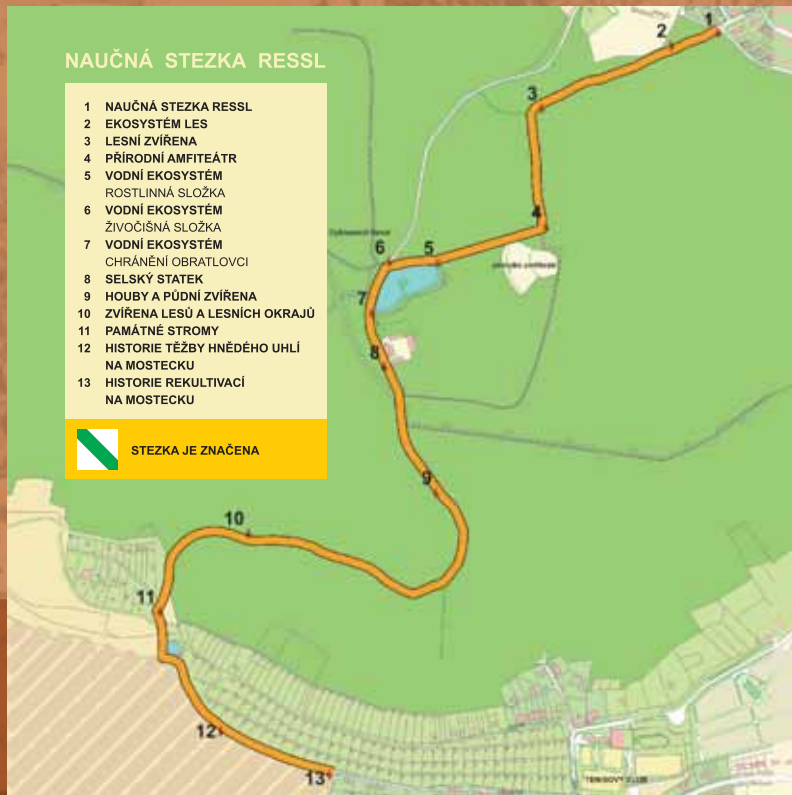 NAUČNÁ STEZKA RESSL
1 NAUČNÁ STEZKA RESSL
2 EKOSYSTÉM LES
3 LESNÍ ZVÍŘENA
4 PŘÍRODNÍ AMFITEÁTR
5 VODNÍ EKOSYSTÉM
ROSTLINNÁ SLOŽKA
6 VODNÍ EKOSYSTÉM
ŽIVOČIŠNÁ SLOŽKA
7 VODNÍ EKOSYSTÉM
CHRÁNĚNÍ OBRATLOVCI
8 SELSKÝ STATEK
9 HOUBY A PŮDNÍ ZVÍŘENA
10 ZVÍŘENA LESŮ A LESNÍCH OKRAJŮ
11 PAMÁTNÉ STROMY
12 HISTORIE TĚŽBY HNĚDÉHO UHLÍ
NA MOSTECKU
13 HISTORIE REKULTIVACÍ
NA MOSTECKU
STEZKA JE ZNAČENA
1
2
3
4
5
6
7
8
9
10
11
12
13
TENISOVÝ CLUB